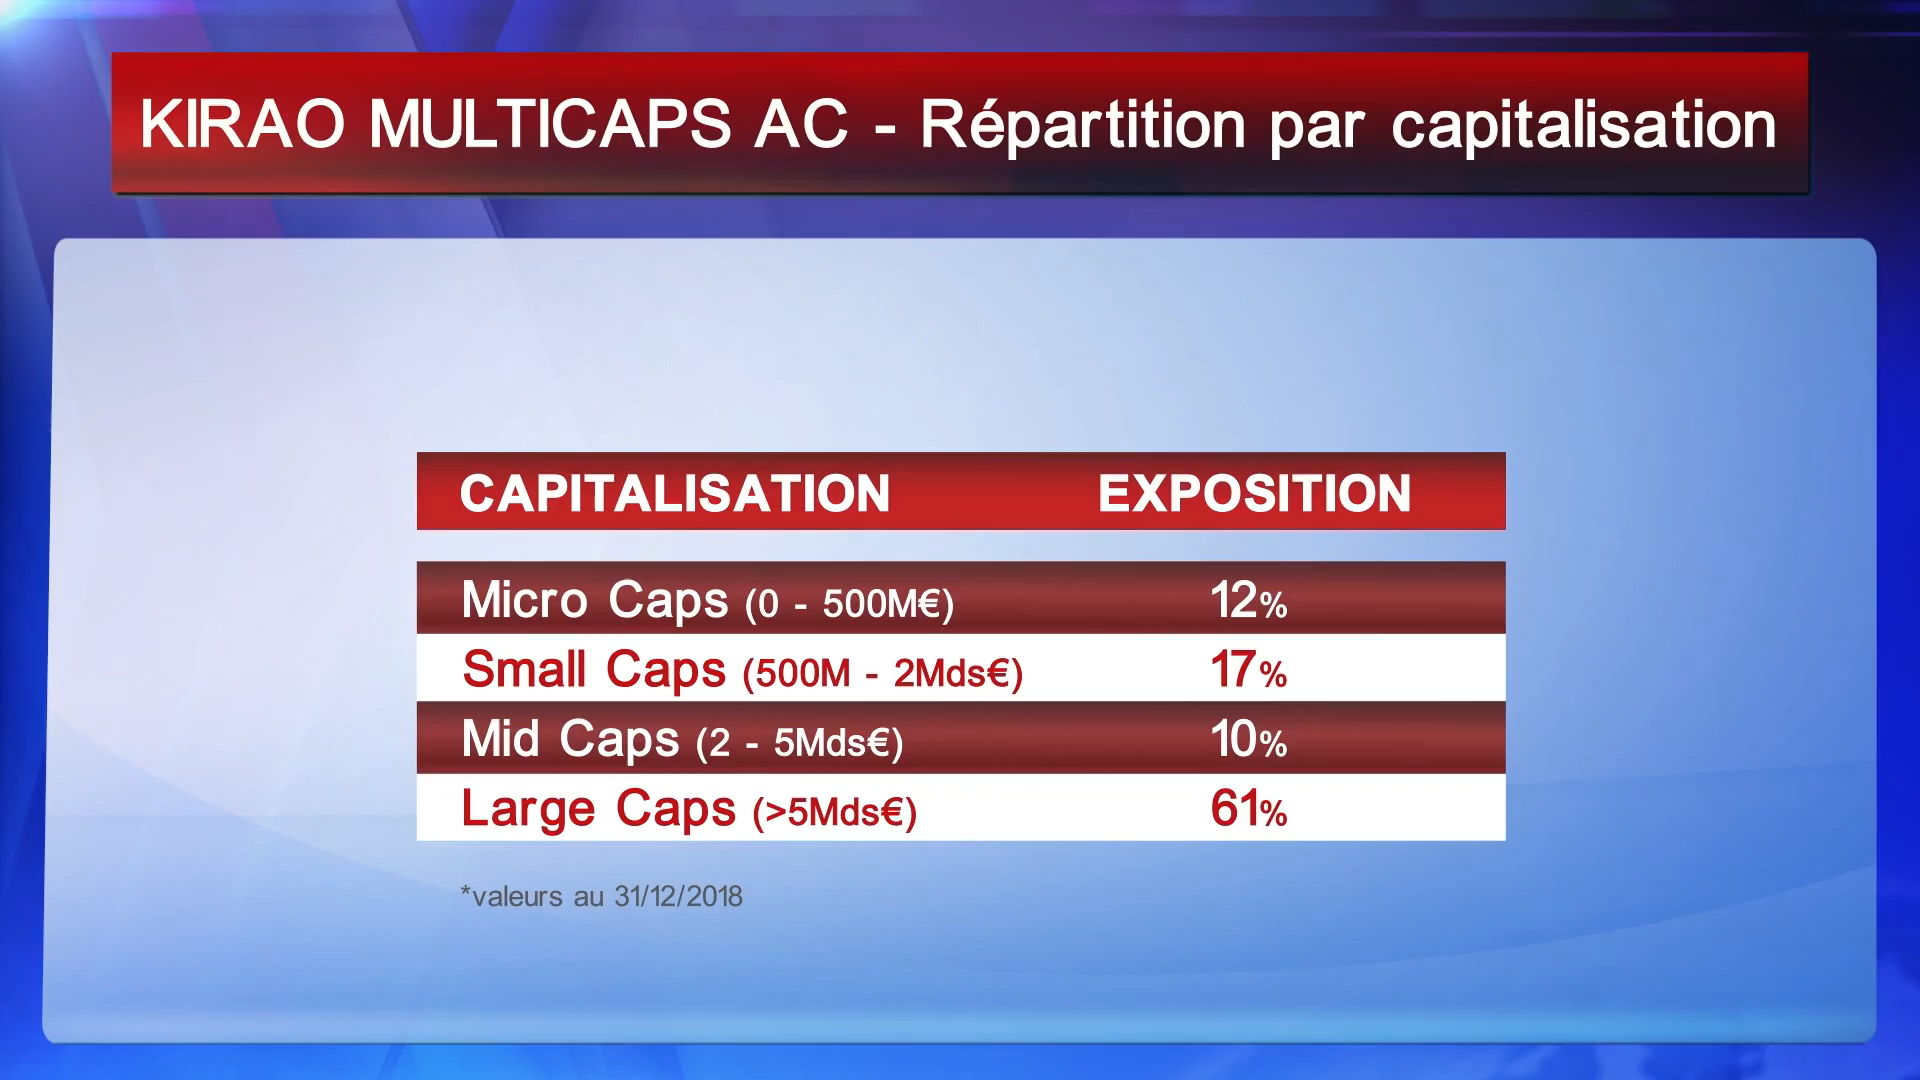 KIRAO MULTICAPS AC - Répartition par capitalisation
CAPITALISATION EXPOSITION
Micro Caps (0 - 500M€) 12%
Small Caps (500M - 2Mds€) 17%
Mid Caps (2 - 5Mds€) 10%
Large Caps (>5Mds€) 61%
*valeurs au 31/12/2018